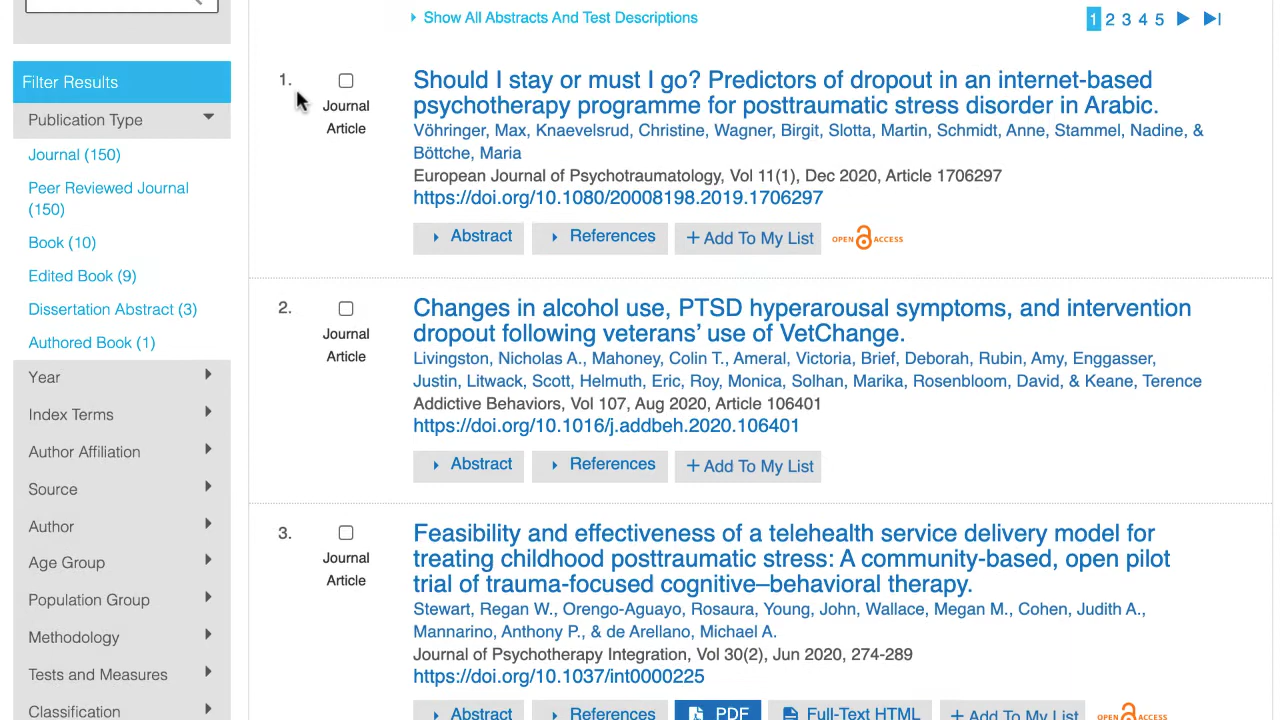 Show All Abstracts And Test Descriptions
1 2 3 4 5
Filter Results
Publication Type
Journal (150)
Peer Reviewed Journal
(150)
Book (10)
Edited Book (9)
Dissertation Abstract (3)
Authored Book (1)
Year
Index Terms
Author Affiliation
Source
Author
Age Group
Population Group
Methodology
Tests and Measures
Classification
1.
Journal
Article
Should I stay or must I go? Predictors of dropout in an internet-based
psychotherapy programme for posttraumatic stress disorder in Arabic.
Vöhringer, Max, Knaevelsrud, Christine, Wagner, Birgit, Slotta, Martin, Schmidt, Anne, Stammel, Nadine, &
Böttche, Maria
European Journal of Psychotraumatology, Vol 11(1), Dec 2020, Article 1706297
https://doi.org/10.1080/20008198.2019.1706297
Abstract References + Add To My List OPEN ACCESS
2.
Journal
Article
Changes in alcohol use, PTSD hyperarousal symptoms, and intervention
dropout following veterans’ use of VetChange.
Livingston, Nicholas A., Mahoney, Colin T., Ameral, Victoria, Brief, Deborah, Rubin, Amy, Enggasser,
Justin, Litwack, Scott, Helmuth, Eric, Roy, Monica, Solhan, Marika, Rosenbloom, David, & Keane, Terence
Addictive Behaviors, Vol 107, Aug 2020, Article 106401
https://doi.org/10.1016/j.addbeh.2020.106401
Abstract References + Add To My List
3.
Journal
Article
Feasibility and effectiveness of a telehealth service delivery model for
treating childhood posttraumatic stress: A community-based, open pilot
trial of trauma-focused cognitive–behavioral therapy.
Stewart, Regan W., Orengo-Aguayo, Rosaura, Young, John, Wallace, Megan M., Cohen, Judith A.,
Mannarino, Anthony P., & de Arellano, Michael A.
Journal of Psychotherapy Integration, Vol 30(2), Jun 2020, 274-289
https://doi.org/10.1037/int0000225
Abstract References PDF Full-Text HTML + Add To My List OPEN ACCESS